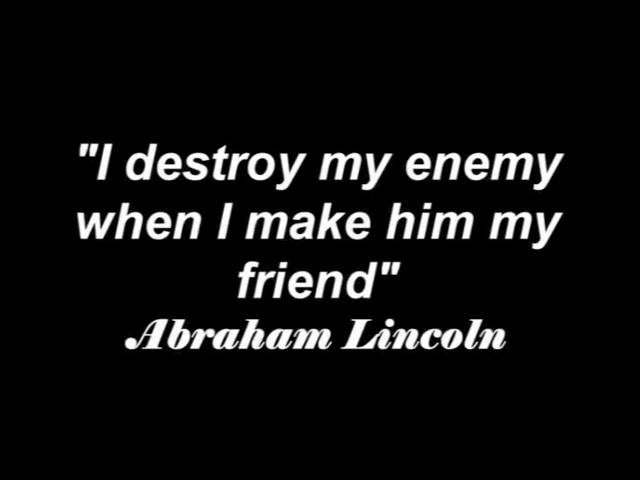 "I destroy my enemy
when I make him my
friend"
Abraham Lincoln